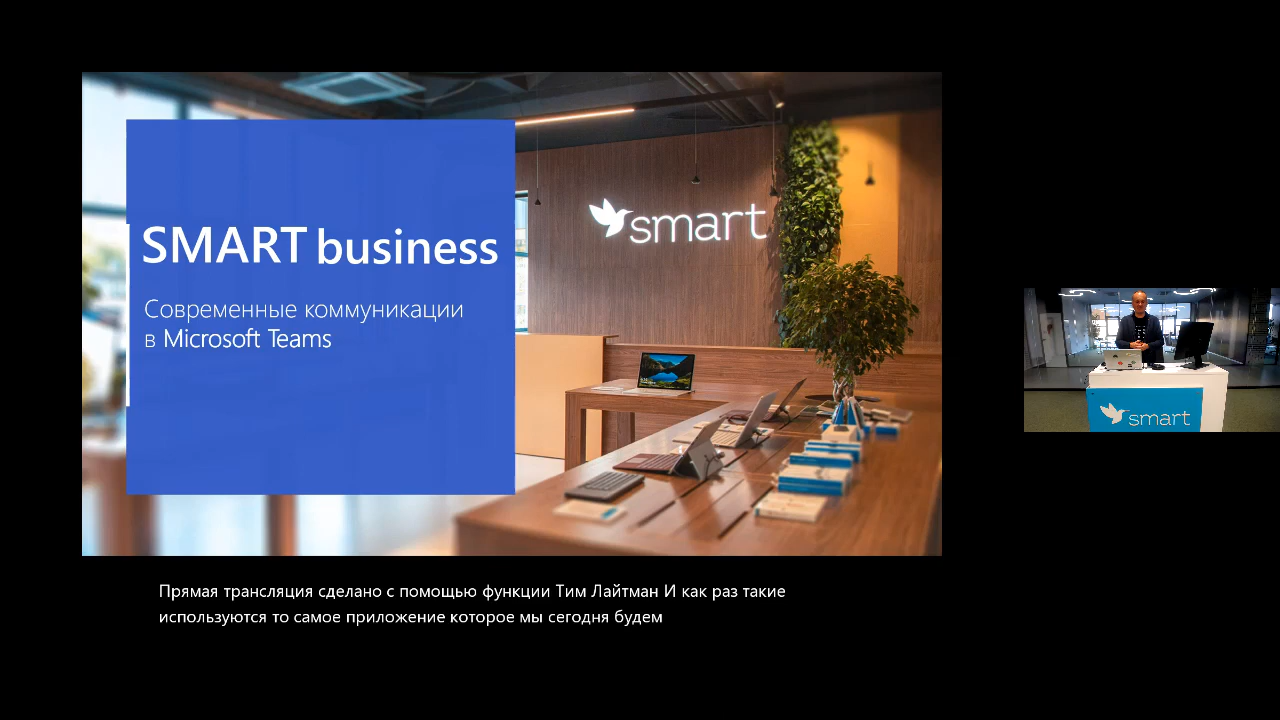 SMART business
Современные коммуникации
в Microsoft Teams
smart
smart
Прямая трансляция сделано с помощью функции Тим Лайтман И как раз такие
используются то самое приложение которое мы сегодня будем